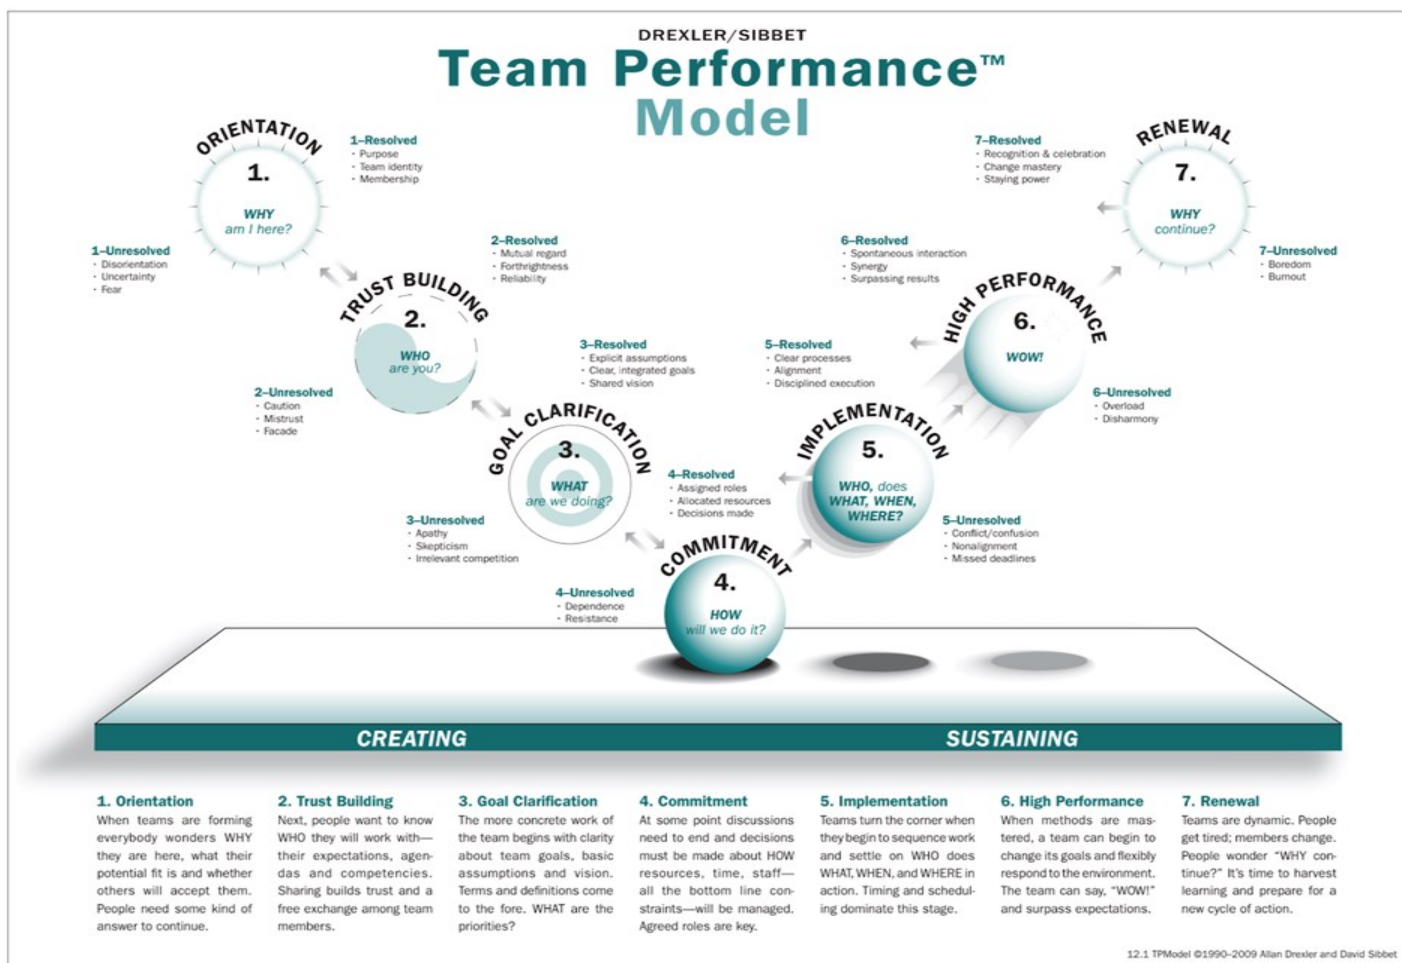 DREXLER/SIBBET
Team Performance™
Model
ORIENTATION
1.
WHY
am I here?
1–Resolved
· Purpose
· Team identity
· Membership
1–Unresolved
· Disorientation
· Uncertainty
· Fear
TRUST BUILDING
2.
WHO
are you?
2–Resolved
· Mutual regard
· Forthrightness
· Reliability
2–Unresolved
· Caution
· Mistrust
· Facade
GOAL CLARIFICATION
3.
WHAT
are we doing?
3–Resolved
· Explicit assumptions
· Clear, integrated goals
· Shared vision
3–Unresolved
· Apathy
· Skepticism
· Irrelevant competition
COMMITMENT
4.
HOW
will we do it?
4–Resolved
· Assigned roles
· Allocated resources
· Decisions made
4–Unresolved
· Dependence
· Resistance
IMPLEMENTATION
5.
WHO, does
WHAT, WHEN,
WHERE?
5–Resolved
· Clear processes
· Alignment
· Disciplined execution
5–Unresolved
· Conflict/confusion
· Nonalignment
· Missed deadlines
HIGH PERFORMANCE
6.
WOW!
6–Resolved
· Spontaneous interaction
· Synergy
· Surpassing results
6–Unresolved
· Overload
· Disharmony
RENEWAL
7.
WHY
continue?
7–Resolved
· Recognition & celebration
· Change mastery
· Staying power
7–Unresolved
· Boredom
· Burnout
CREATING
SUSTAINING
1. Orientation
When teams are forming
everybody wonders WHY
they are here, what their
potential fit is and whether
others will accept them.
People need some kind of
answer to continue.
2. Trust Building
Next, people want to know
WHO they will work with—
their expectations, agen-
das and competencies.
Sharing builds trust and a
free exchange among team
members.
3. Goal Clarification
The more concrete work of
the team begins with clarity
about team goals, basic
assumptions and vision.
Terms and definitions come
to the fore. WHAT are the
priorities?
4. Commitment
At some point discussions
need to end and decisions
must be made about HOW
resources, time, staff—
all the bottom line con-
straints—will be managed.
Agreed roles are key.
5. Implementation
Teams turn the corner when
they begin to sequence work
and settle on WHO does
WHAT, WHEN, and WHERE in
action. Timing and schedul-
ing dominate this stage.
6. High Performance
When methods are mas-
tered, a team can begin to
change its goals and flexibly
respond to the environment.
The team can say, "WOW!"
and surpass expectations.
7. Renewal
Teams are dynamic. People
get tired; members change.
People wonder "WHY con-
tinue?" It's time to harvest
learning and prepare for a
new cycle of action.
12.1 TPModel ©1990–2009 Allan Drexler and David Sibbet